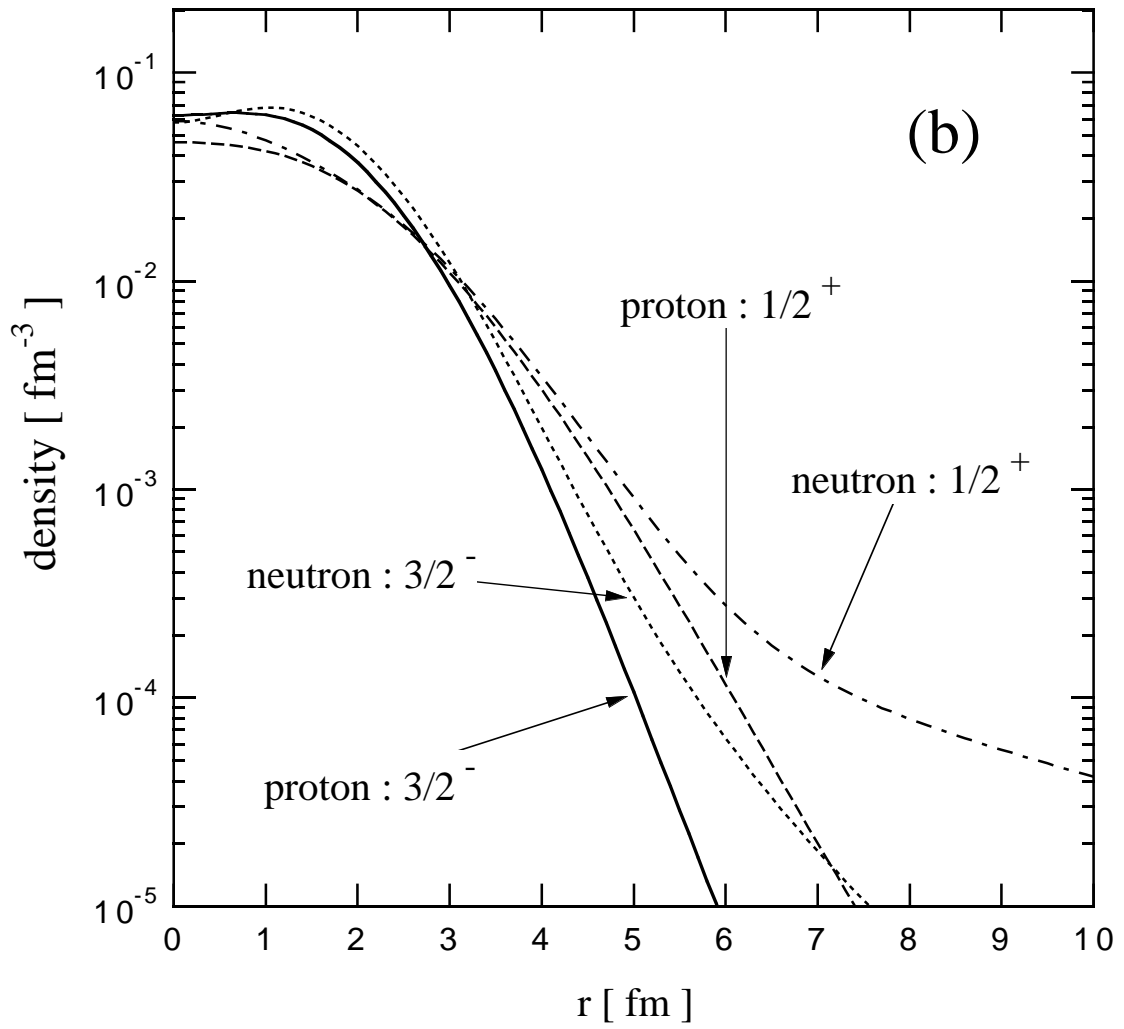 10^-1
(b)
10^-2
proton : 1/2^+
density [ fm^-3 ]
neutron : 1/2^+
10^-3
neutron : 3/2^-
10^-4
proton : 3/2^-
10^-5
0 1 2 3 4 5 6 7 8 9 10
r [ fm ]